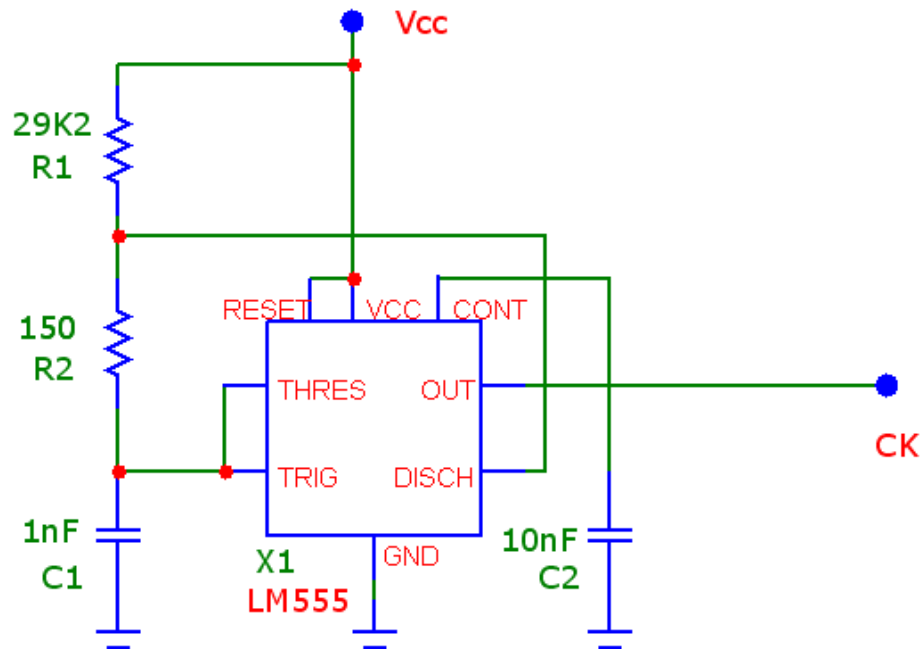 Vcc
29K2
R1
RESET VCC CONT
150
R2
THRES OUT
CK
TRIG DISCH
1nF
C1
GND
10nF
C2
X1
LM555